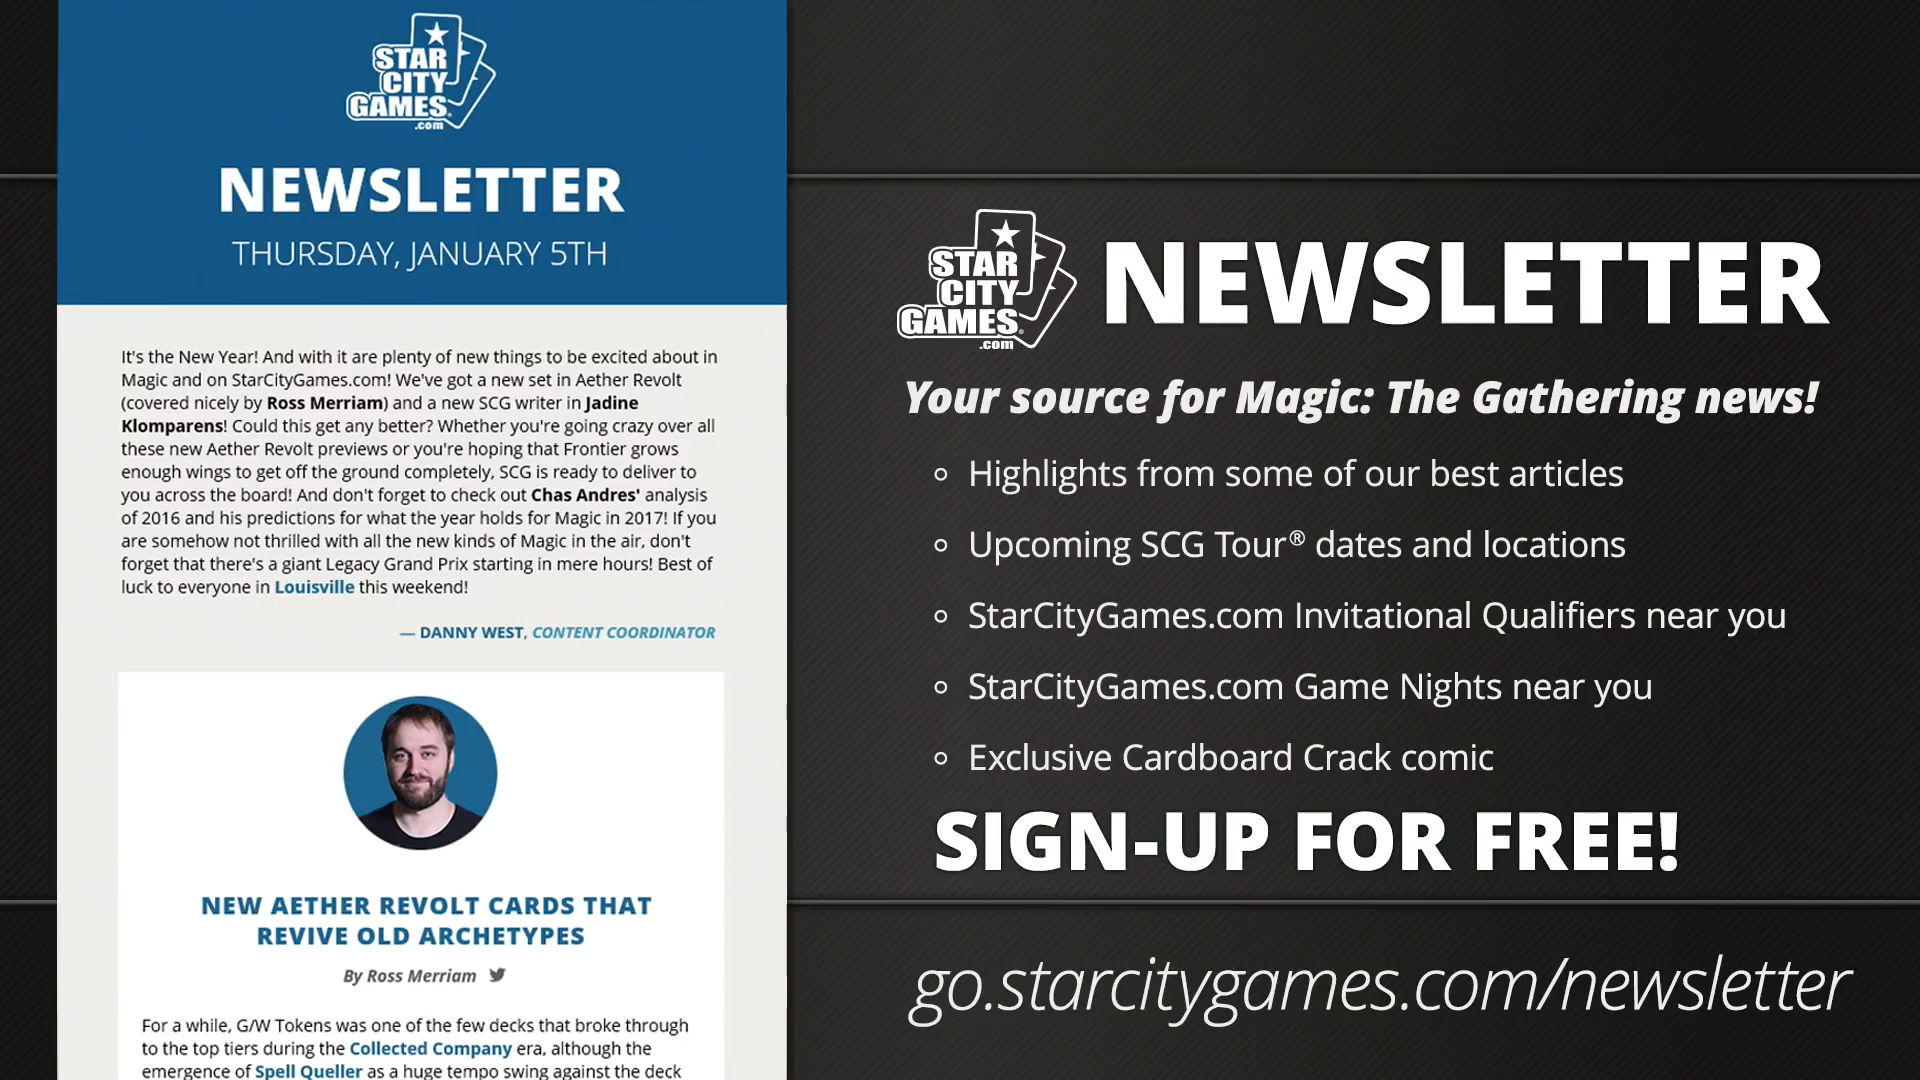 STAR
CITY
GAMES®
.com
NEWSLETTER
THURSDAY, JANUARY 5TH
It's the New Year! And with it are plenty of new things to be excited about in
Magic and on StarCityGames.com! We've got a new set in Aether Revolt
(covered nicely by Ross Merriam) and a new SCG writer in Jadine
Klomparens! Could this get any better? Whether you're going crazy over all
these new Aether Revolt previews or you're hoping that Frontier grows
enough wings to get off the ground completely, SCG is ready to deliver to
you across the board! And don't forget to check out Chas Andres' analysis
of 2016 and his predictions for what the year holds for Magic in 2017! If you
are somehow not thrilled with all the new kinds of Magic in the air, don't
forget that there's a giant Legacy Grand Prix starting in mere hours! Best of
luck to everyone in Louisville this weekend!
— DANNY WEST, CONTENT COORDINATOR
NEW AETHER REVOLT CARDS THAT
REVIVE OLD ARCHETYPES
By Ross Merriam
For a while, G/W Tokens was one of the few decks that broke through
to the top tiers during the Collected Company era, although the
emergence of Spell Queller as a huge tempo swing against the deck
STAR
CITY
GAMES®
.com
NEWSLETTER
Your source for Magic: The Gathering news!
Highlights from some of our best articles
Upcoming SCG Tour® dates and locations
StarCityGames.com Invitational Qualifiers near you
StarCityGames.com Game Nights near you
Exclusive Cardboard Crack comic
SIGN-UP FOR FREE!
go.starcitygames.com/newsletter